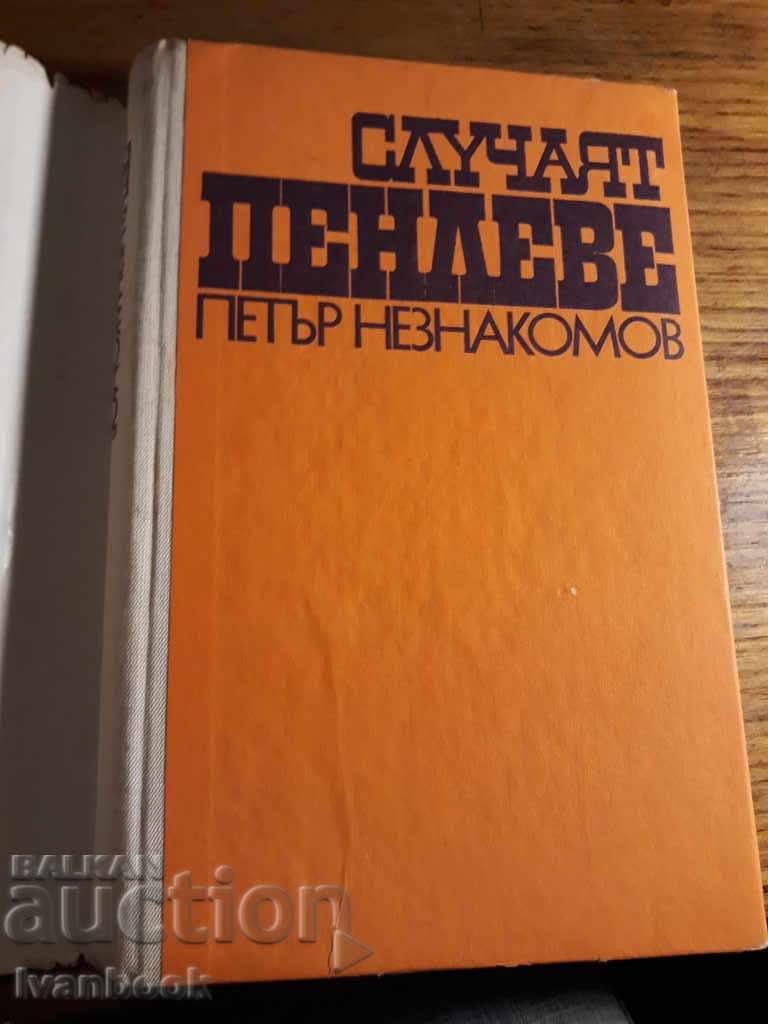 СЛУЧАЯТ
ПЕНЛЕВЕ
ПЕТЪР НЕЗНАКОМОВ
BALKAN
auction
Ivanbook